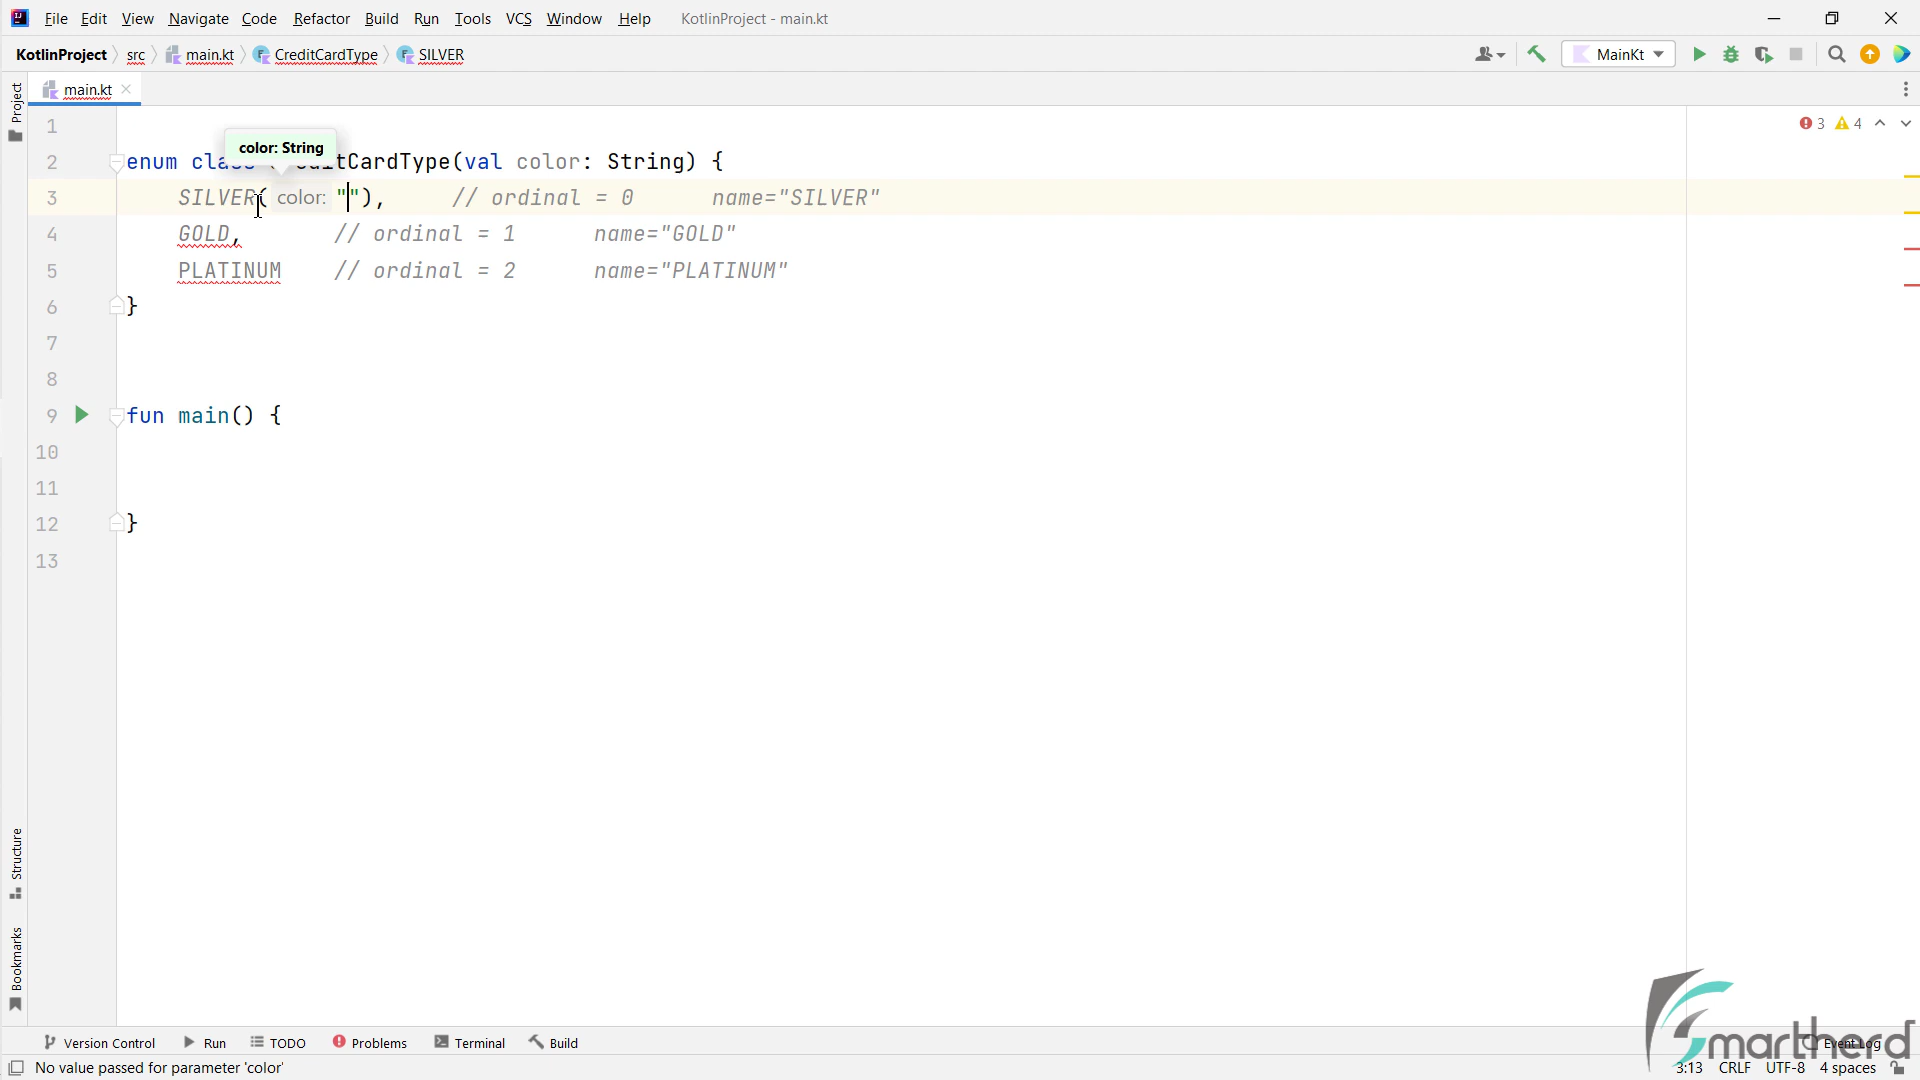 File Edit View Navigate Code Refactor Build Run Tools VCS Window Help KotlinProject - main.kt
KotlinProject src main.kt CreditCardType SILVER MainKt
Project
main.kt
3 4
color: String
1
2 enum class CreditCardType(val color: String) {
3 SILVER( color: ""), // ordinal = 0 name="SILVER"
4 GOLD, // ordinal = 1 name="GOLD"
5 PLATINUM // ordinal = 2 name="PLATINUM"
6 }
7
8
9 fun main() {
10
11
12 }
13
Structure
Bookmarks
Version Control Run TODO Problems Terminal Build Event Log
smartherd
No value passed for parameter 'color' 3:13 CRLF UTF-8 4 spaces